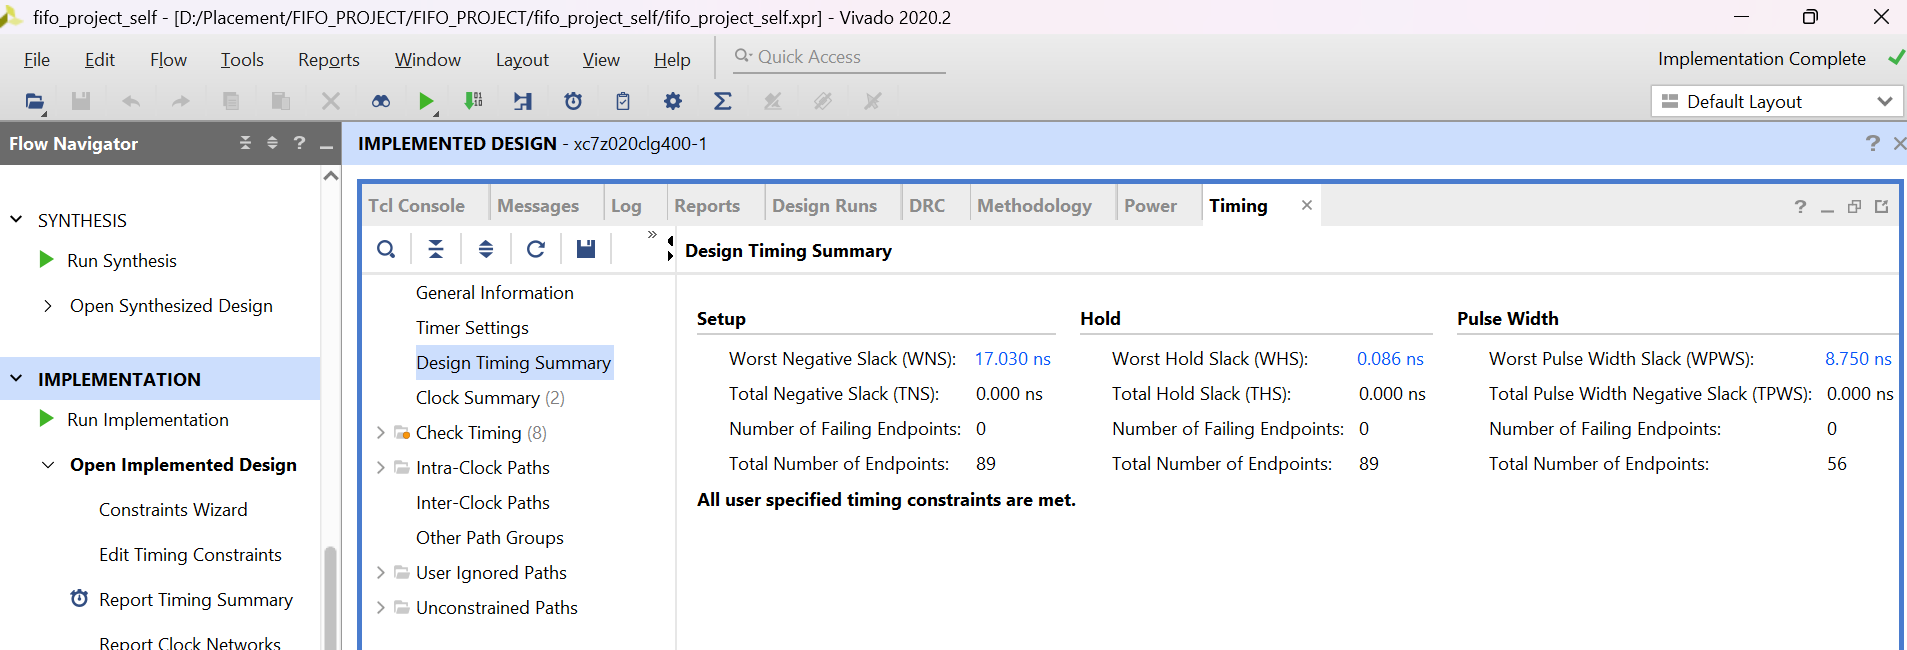 fifo_project_self - [D:/Placement/FIFO_PROJECT/FIFO_PROJECT/fifo_project_self/fifo_project_self.xpr] - Vivado 2020.2
File Edit Flow Tools Reports Window Layout View Help Quick Access Implementation Complete
Default Layout
Flow Navigator
IMPLEMENTED DESIGN - xc7z020clg400-1
SYNTHESIS
Run Synthesis
Open Synthesized Design
IMPLEMENTATION
Run Implementation
Open Implemented Design
Constraints Wizard
Edit Timing Constraints
Report Timing Summary
Report Clock Networks
Tcl Console Messages Log Reports Design Runs DRC Methodology Power Timing
General Information
Timer Settings
Design Timing Summary
Clock Summary (2)
Check Timing (8)
Intra-Clock Paths
Inter-Clock Paths
Other Path Groups
User Ignored Paths
Unconstrained Paths
Design Timing Summary
Setup Hold Pulse Width
Worst Negative Slack (WNS): 17.030 ns Worst Hold Slack (WHS): 0.086 ns Worst Pulse Width Slack (WPWS): 8.750 ns
Total Negative Slack (TNS): 0.000 ns Total Hold Slack (THS): 0.000 ns Total Pulse Width Negative Slack (TPWS): 0.000 ns
Number of Failing Endpoints: 0 Number of Failing Endpoints: 0 Number of Failing Endpoints: 0
Total Number of Endpoints: 89 Total Number of Endpoints: 89 Total Number of Endpoints: 56
All user specified timing constraints are met.